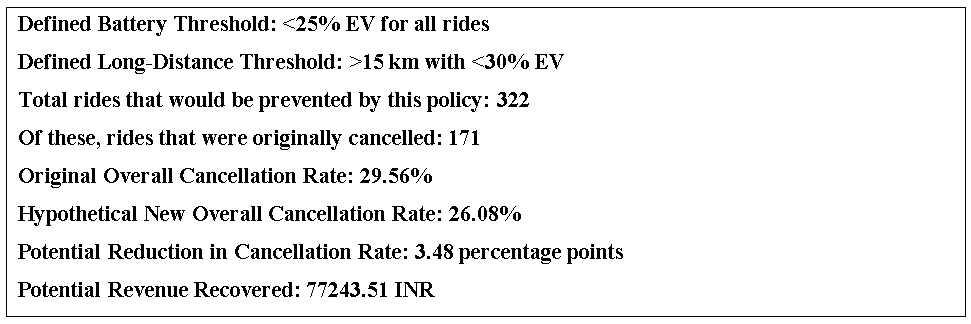 Defined Battery Threshold: <25% EV for all rides
Defined Long-Distance Threshold: >15 km with <30% EV
Total rides that would be prevented by this policy: 322
Of these, rides that were originally cancelled: 171
Original Overall Cancellation Rate: 29.56%
Hypothetical New Overall Cancellation Rate: 26.08%
Potential Reduction in Cancellation Rate: 3.48 percentage points
Potential Revenue Recovered: 77243.51 INR